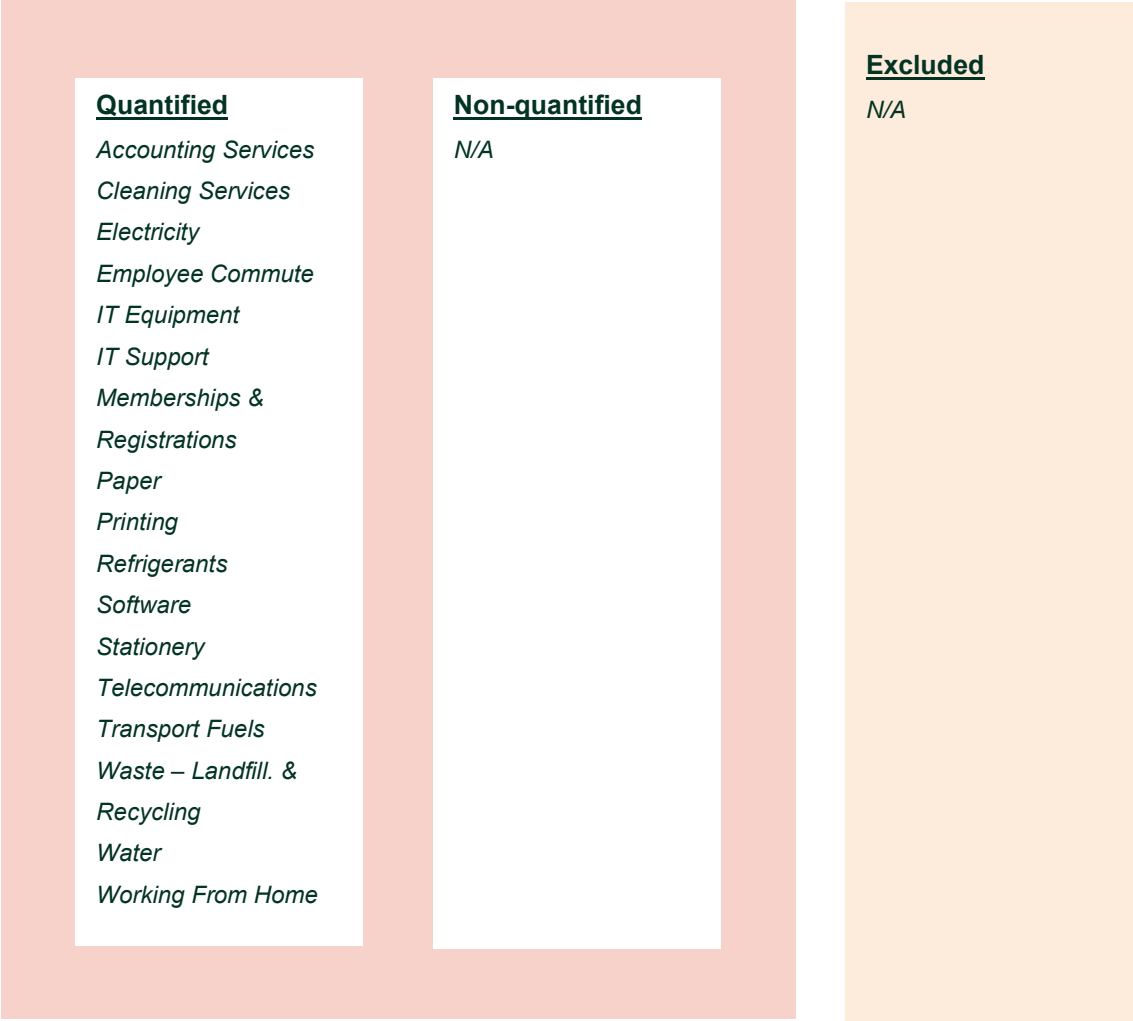 Quantified
Accounting Services
Cleaning Services
Electricity
Employee Commute
IT Equipment
IT Support
Memberships &
Registrations
Paper
Printing
Refrigerants
Software
Stationery
Telecommunications
Transport Fuels
Waste – Landfill. &
Recycling
Water
Working From Home
Non-quantified
N/A
Excluded
N/A